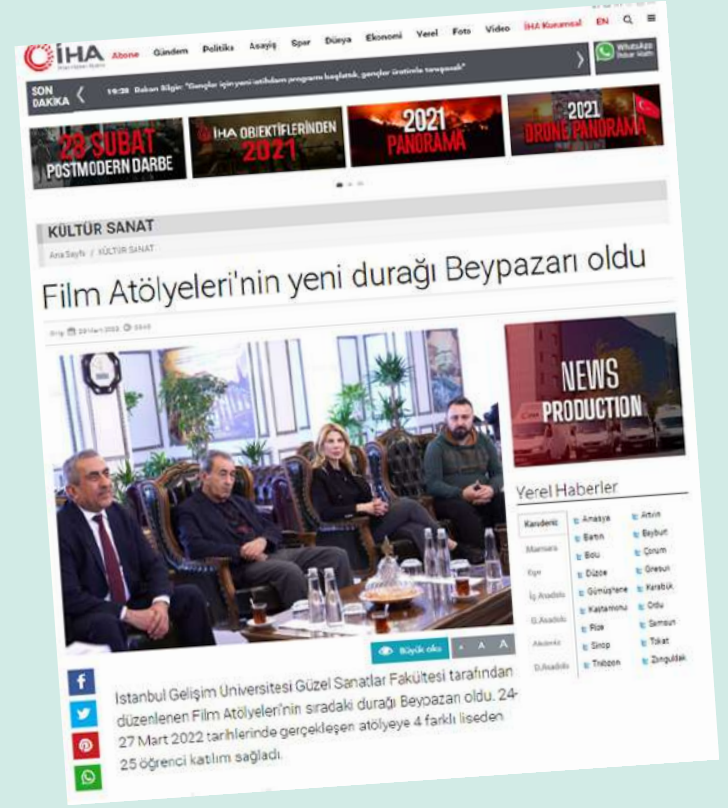 İHA
Abone Gündem Politika Asayiş Spor Dünya Ekonomi Yerel Foto Video İHA Kurumsal EN
SON DAKİKA
19:28 Bakan Bilgin: "Gençler için yeni istihdam programı başlattık, gençler üretimle tanışacak"
WhatsApp
İhbar Hattı
28 ŞUBAT
POSTMODERN DARBE
İHA OBJEKTİFLERİNDEN
2021
2021
PANORAMA
2021
DRONE PANORAMA
KÜLTÜR SANAT
Ana Sayfa / KÜLTÜR SANAT
Film Atölyeleri'nin yeni durağı Beypazarı oldu
NEWS
PRODUCTION
Yerel Haberler
Karadeniz
Marmara
Ege
İç Anadolu
G.Anadolu
Akdeniz
D.Anadolu
Amasya
Bartın
Bolu
Düzce
Gümüşhane
Kastamonu
Rize
Sinop
Trabzon
Artvin
Bayburt
Çorum
Giresun
Karabük
Ordu
Samsun
Tokat
Zonguldak
Büyük oku A A A
İstanbul Gelişim Üniversitesi Güzel Sanatlar Fakültesi tarafından
düzenlenen Film Atölyeleri'nin sıradaki durağı Beypazarı oldu. 24-
27 Mart 2022 tarihlerinde gerçekleşen atölyeye 4 farklı liseden
25 öğrenci katılım sağladı.